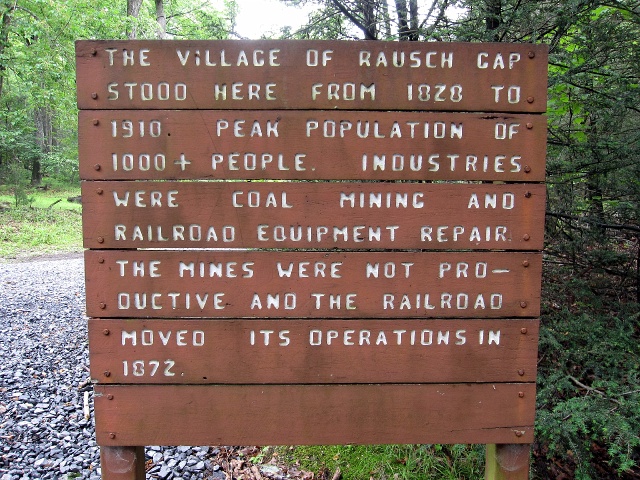 THE VILLAGE OF RAUSCH GAP
STOOD HERE FROM 1828 TO
1910. PEAK POPULATION OF
1000+ PEOPLE. INDUSTRIES
WERE COAL MINING AND
RAILROAD EQUIPMENT REPAIR.
THE MINES WERE NOT PRO-
DUCTIVE AND THE RAILROAD
MOVED ITS OPERATIONS IN
1872.